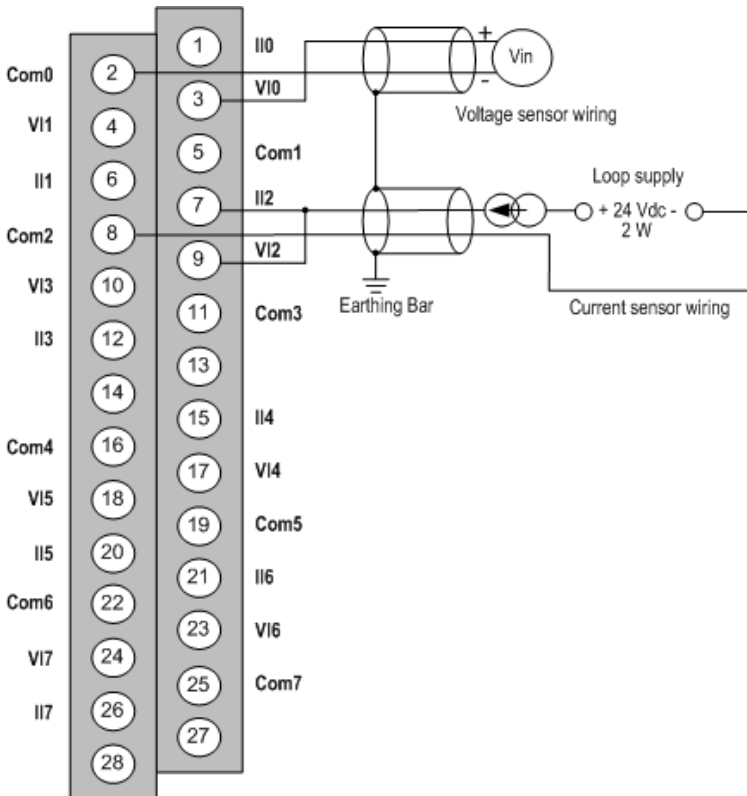 1 II0
Com0 2
3 VI0
+
Vin
-
Voltage sensor wiring
VI1 4
5 Com1
II1 6
7 II2
Loop supply
+ 24 Vdc -
2 W
Com2 8
9 VI2
VI3 10
11 Com3
Earthing Bar
Current sensor wiring
II3 12
13
14
15 II4
Com4 16
17 VI4
VI5 18
19 Com5
II5 20
21 II6
Com6 22
23 VI6
VI7 24
25 Com7
II7 26
27
28